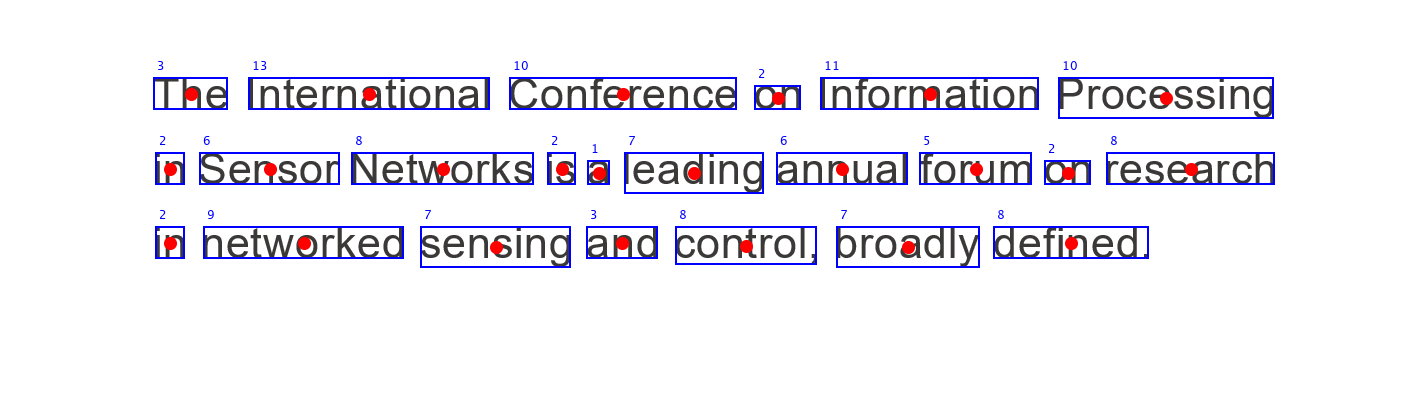 3 13 10 2 11 10
The International Conference on Information Processing
2 6 8 2 1 7 6 5 2 8
in Sensor Networks is a leading annual forum on research
2 9 7 3 8 7 8
in networked sensing and control, broadly defined.